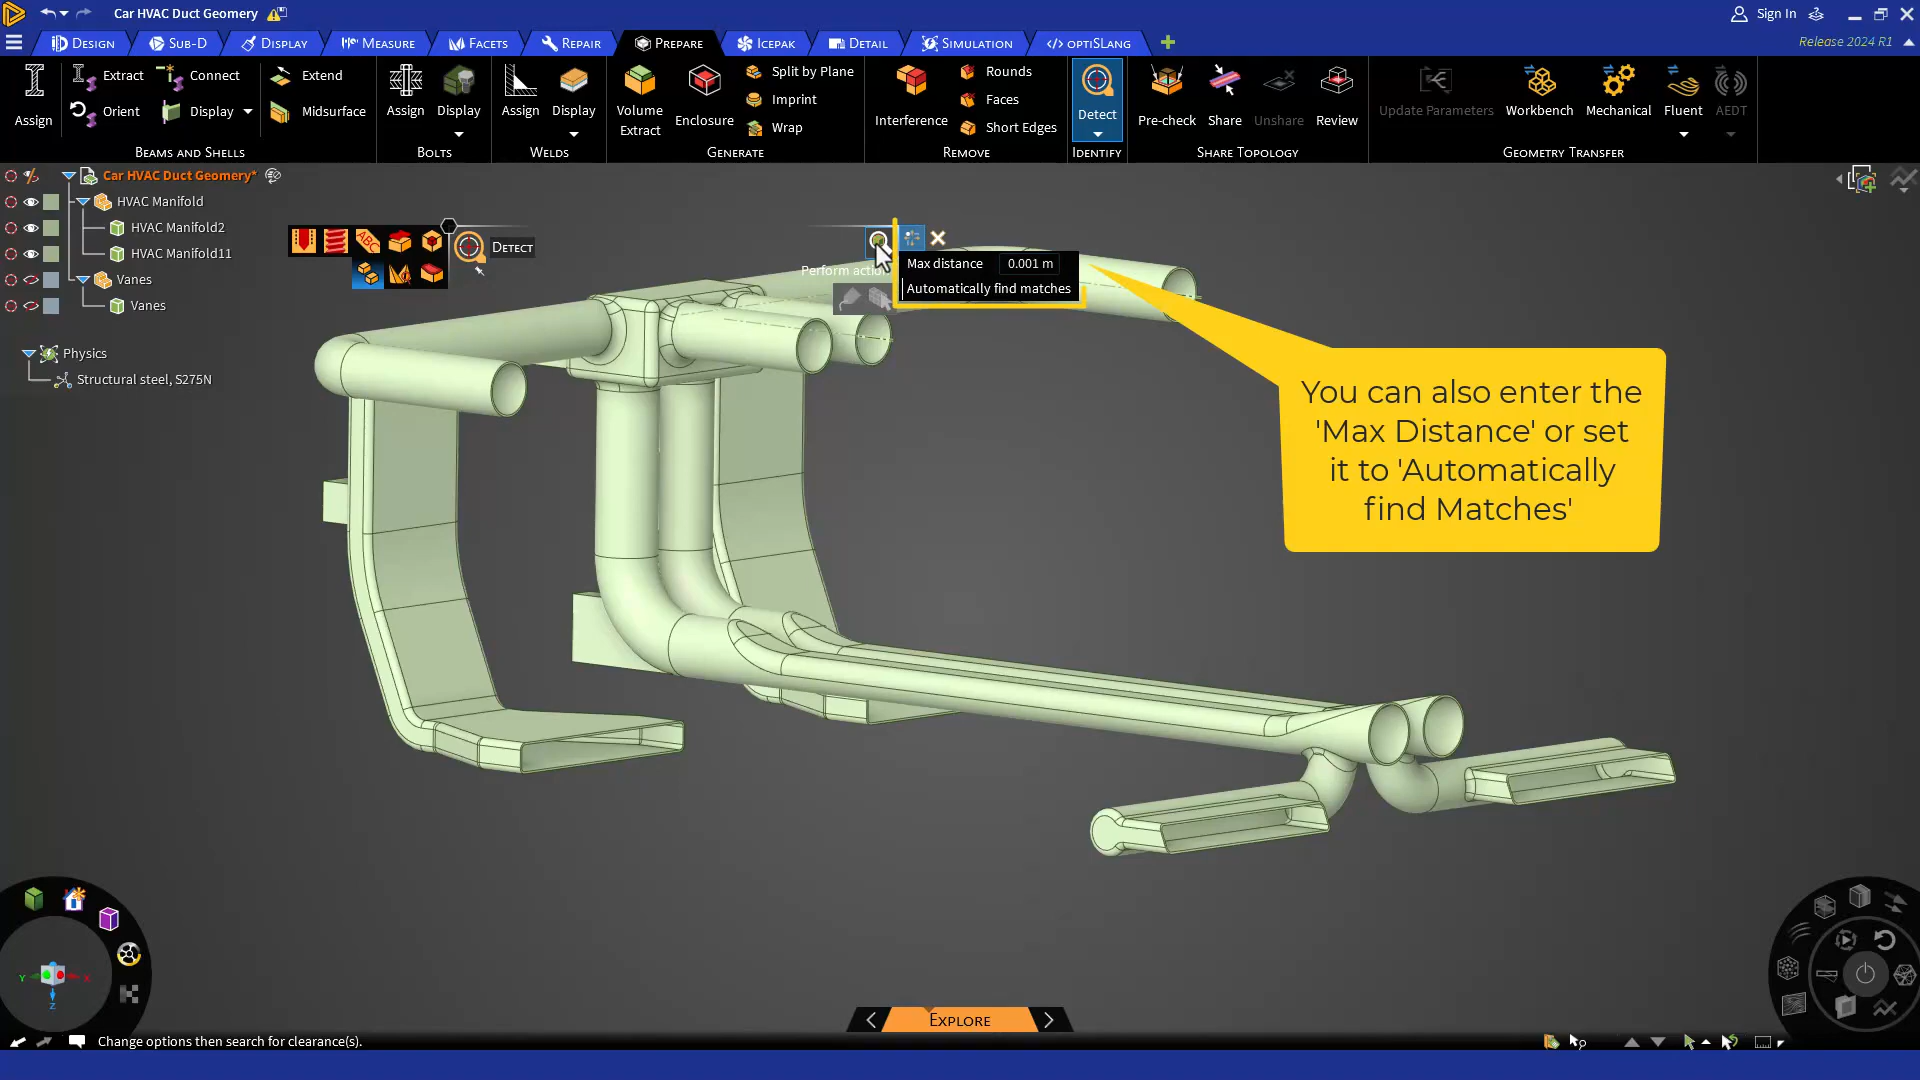 Car HVAC Duct Geometry
Sign In
Design
Sub-D
Display
Measure
Facets
Repair
Prepare
Icepak
Detail
Simulation
optiSLang
Release 2024 R1
Assign
Extract
Orient
Connect
Display
Extend
Midsurface
Beams and Shells
Assign
Display
Bolts
Assign
Display
Welds
Volume
Extract
Enclosure
Split by Plane
Imprint
Wrap
Generate
Interference
Rounds
Faces
Short Edges
Remove
Detect
Identify
Pre-check
Share
Unshare
Review
Share Topology
Update Parameters
Workbench
Mechanical
Fluent
AEDT
Geometry Transfer
Car HVAC Duct Geometry*
HVAC Manifold
HVAC Manifold2
HVAC Manifold11
Vanes
Vanes
Physics
Structural steel, S275N
ABC
Detect
Perform action
Max distance 0.001 m
Automatically find matches
You can also enter the
'Max Distance' or set
it to 'Automatically
find Matches'
Y
X
Z
Explore
Change options then search for clearance(s).